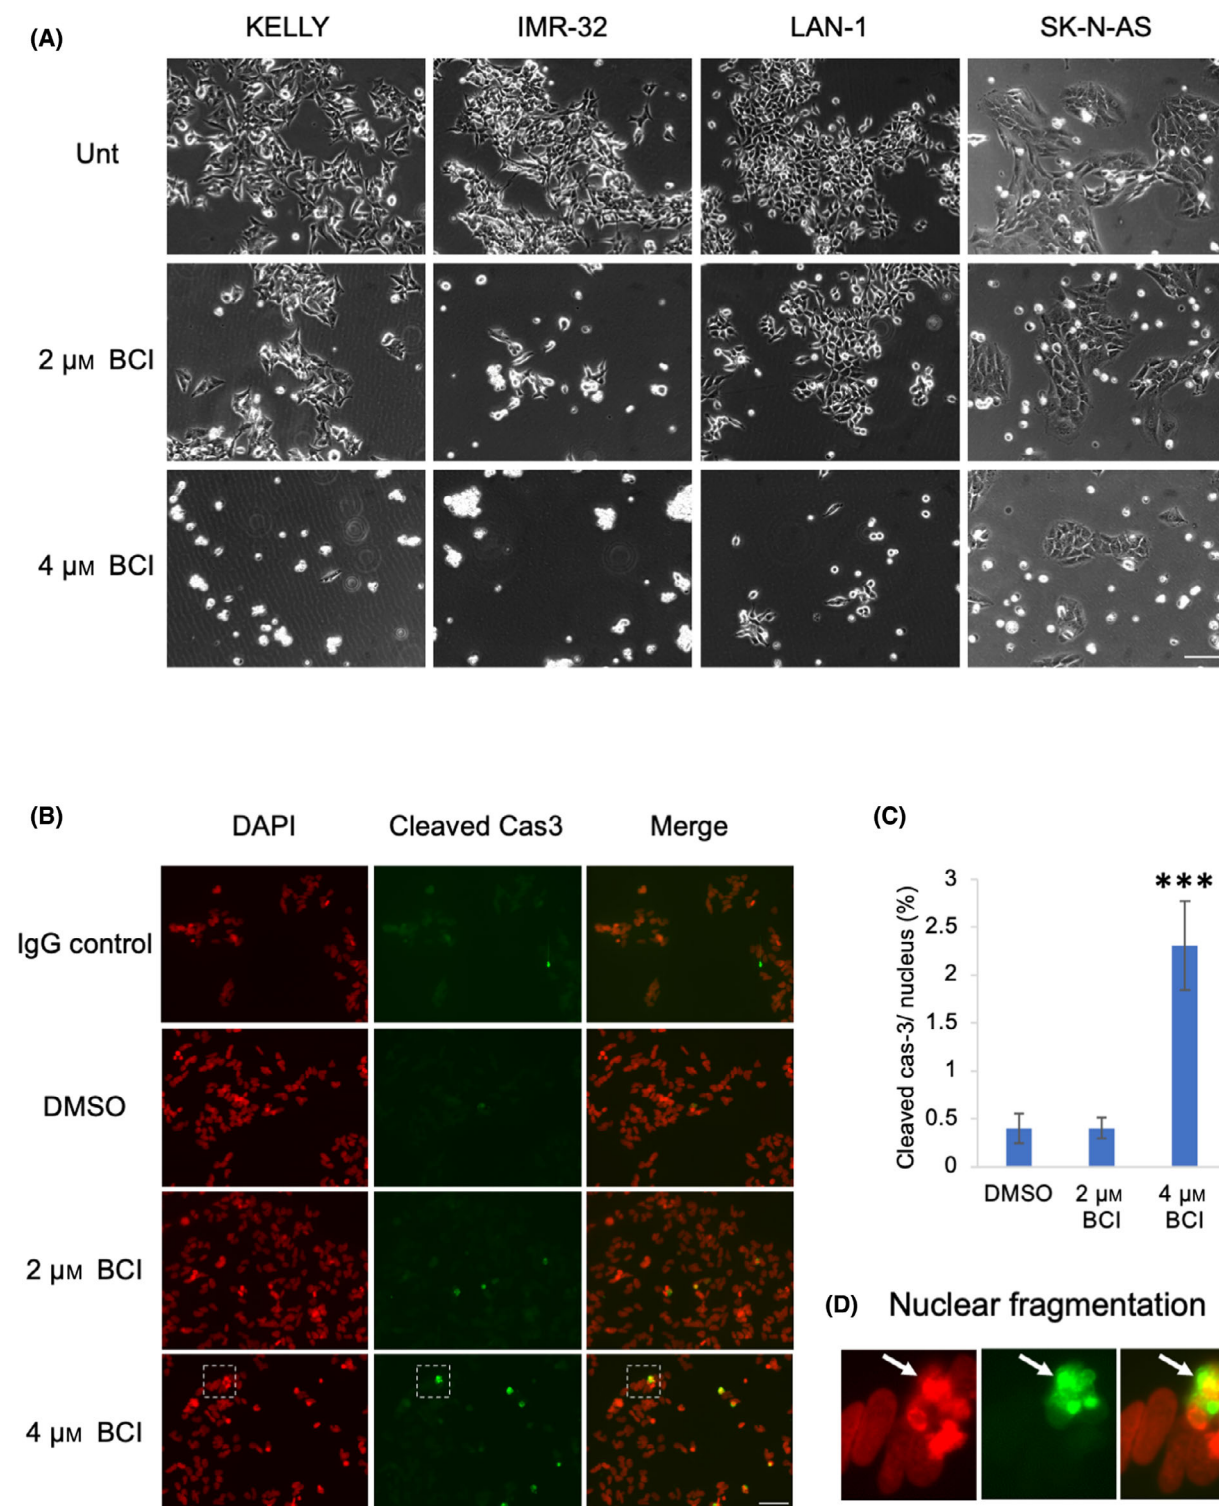 (A)
KELLY IMR-32 LAN-1 SK-N-AS
Unt
2 μM BCI
4 μM BCI
(B)
DAPI Cleaved Cas3 Merge
IgG control
DMSO
2 μM BCI
4 μM BCI
(C)
Cleaved cas-3/ nucleus (%)
3
2.5
2
1.5
1
0.5
0
***
DMSO 2 μM BCI 4 μM BCI
(D) Nuclear fragmentation